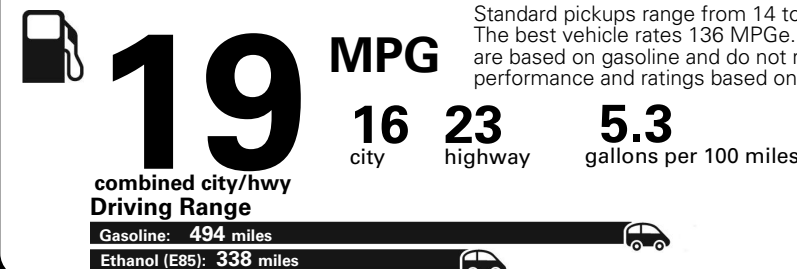 Standard pickups range from 14 to
The best vehicle rates 136 MPGe.
are based on gasoline and do not
performance and ratings based on
19
MPG
16 city
23 highway
5.3 gallons per 100 miles
combined city/hwy
Driving Range
Gasoline: 494 miles
Ethanol (E85): 338 miles